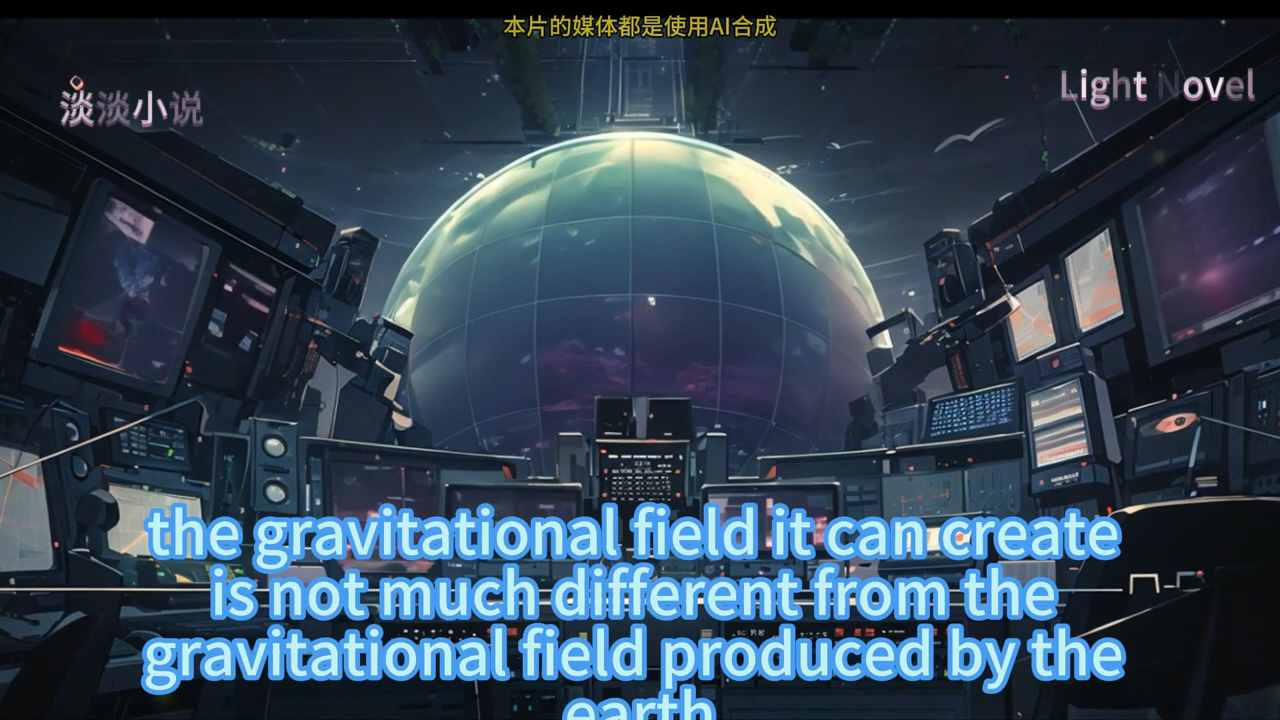 本片的媒体都是使用AI合成
淡淡小说
Light Novel
the gravitational field it can create
is not much different from the
gravitational field produced by the
earth